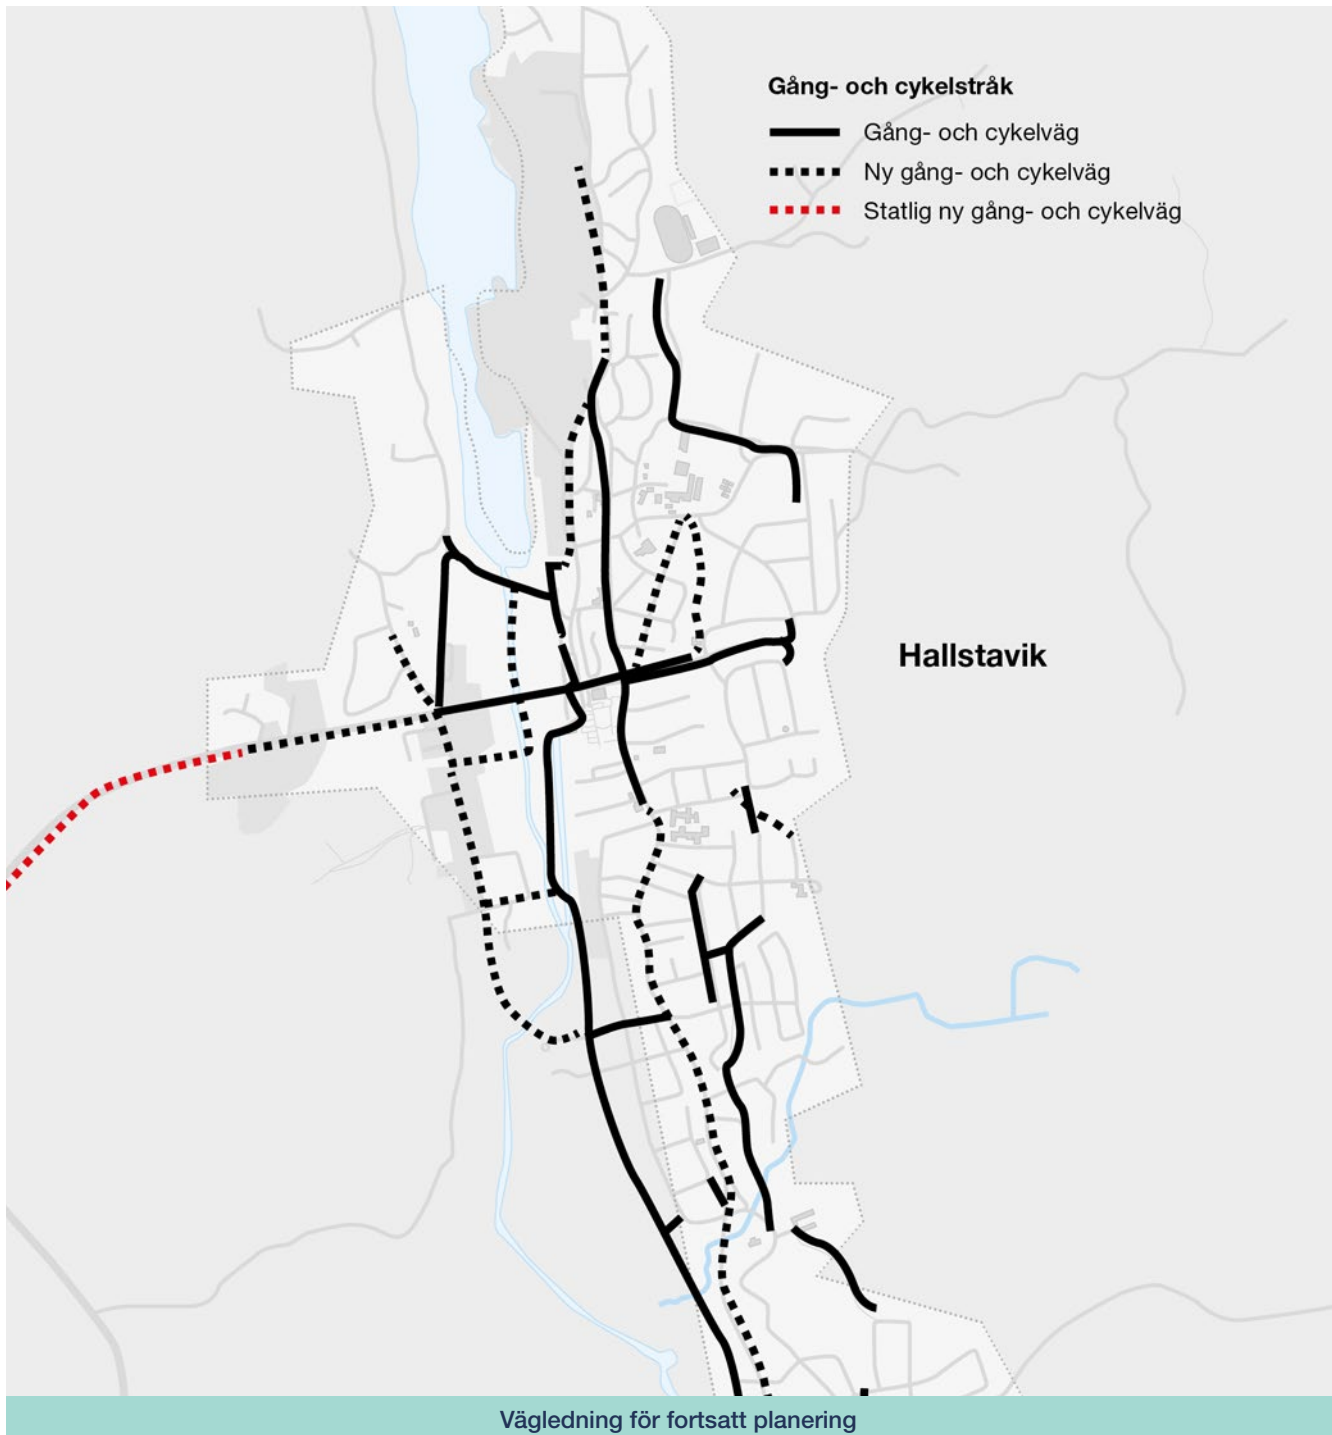 Gång- och cykelstråk
Gång- och cykelväg
Ny gång- och cykelväg
Statlig ny gång- och cykelväg
Hallstavik
Vägledning för fortsatt planering